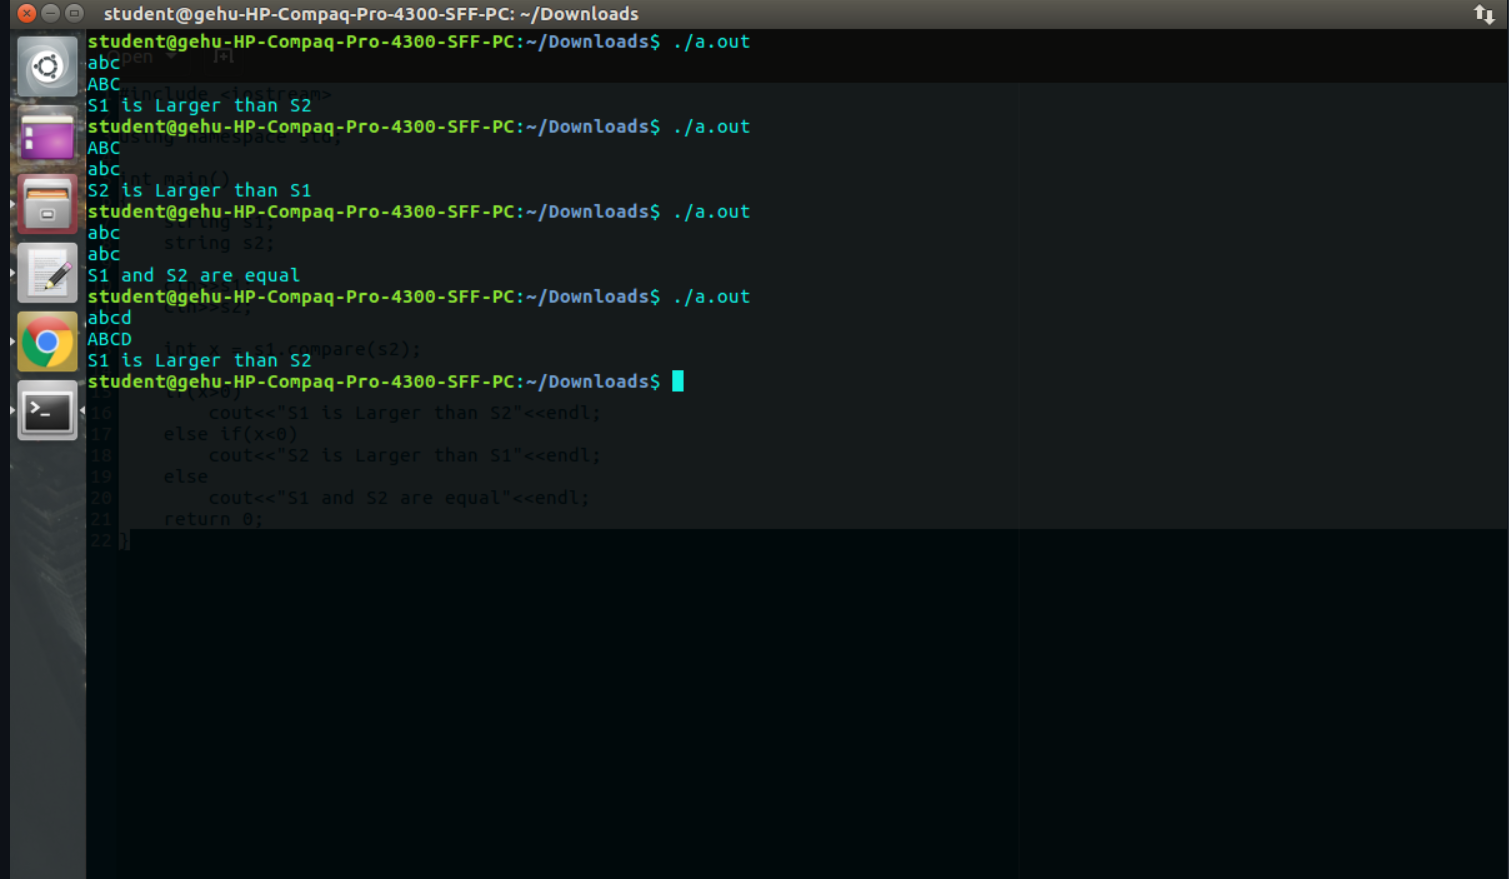 student@gehu-HP-Compaq-Pro-4300-SFF-PC: ~/Downloads
student@gehu-HP-Compaq-Pro-4300-SFF-PC:~/Downloads$ ./a.out
Open
abc
ABC
#include <iostream>
S1 is Larger than S2
student@gehu-HP-Compaq-Pro-4300-SFF-PC:~/Downloads$ ./a.out
using namespace std;
ABC
abc
int main()
S2 is Larger than S1
student@gehu-HP-Compaq-Pro-4300-SFF-PC:~/Downloads$ ./a.out
string s1;
abc
string s2;
abc
S1 and S2 are equal
student@gehu-HP-Compaq-Pro-4300-SFF-PC:~/Downloads$ ./a.out
cin>>s2;
abcd
ABCD
int x = s1.compare(s2);
S1 is Larger than S2
student@gehu-HP-Compaq-Pro-4300-SFF-PC:~/Downloads$
15 if(x>0)
16 cout<<"S1 is Larger than S2"<<endl;
17 else if(x<0)
18 cout<<"S2 is Larger than S1"<<endl;
19 else
20 cout<<"S1 and S2 are equal"<<endl;
21 return 0;
22 }